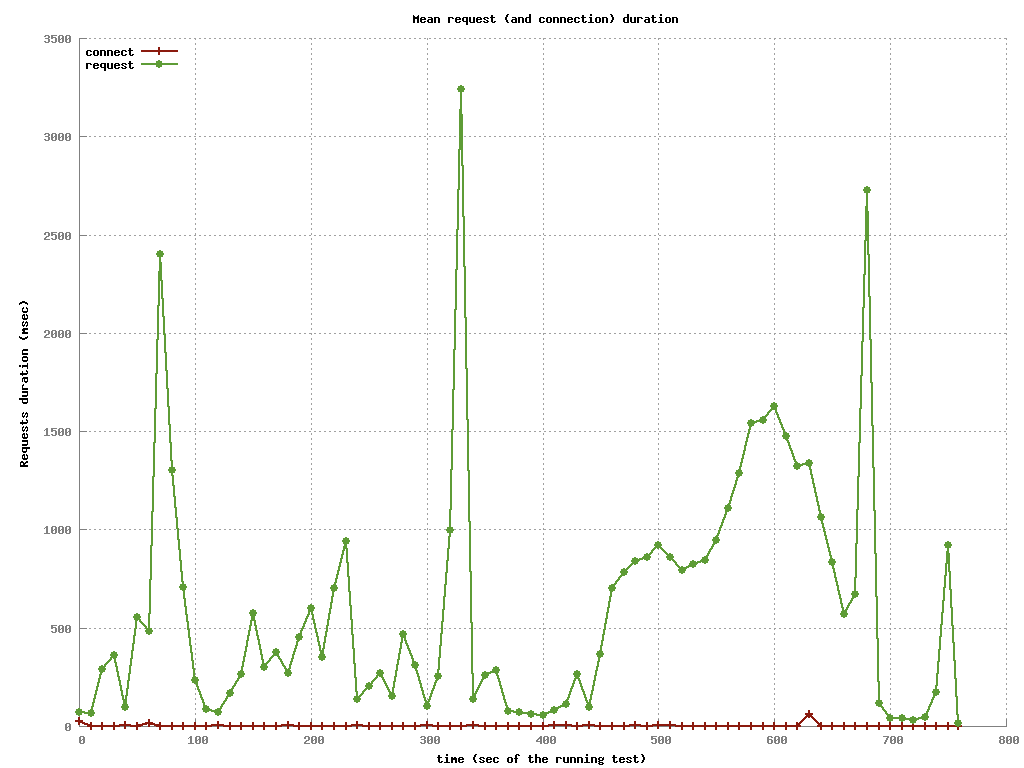 Mean request (and connection) duration
connect
request
3500
3000
2500
2000
1500
1000
500
0
Requests duration (msec)
0 100 200 300 400 500 600 700 800
time (sec of the running test)